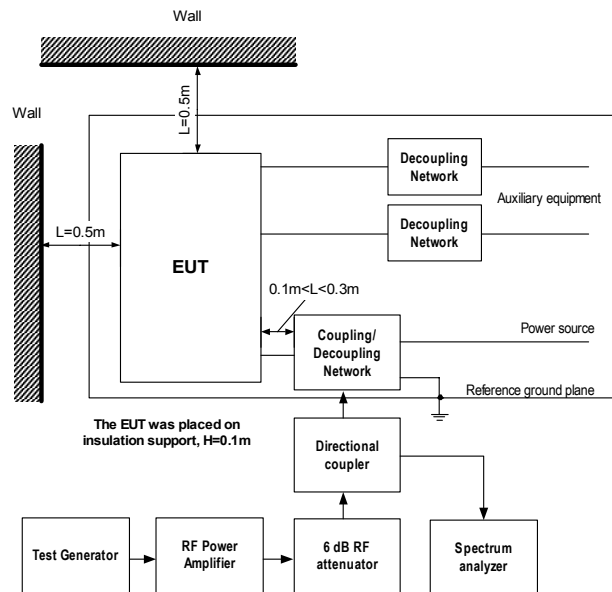 Wall
Wall
L=0.5m
L=0.5m
EUT
Decoupling
Network
Auxiliary equipment
Decoupling
Network
0.1m<L<0.3m
Coupling/
Decoupling
Network
Power source
Reference ground plane
The EUT was placed on
insulation support, H=0.1m
Directional
coupler
Test Generator
RF Power
Amplifier
6 dB RF
attenuator
Spectrum
analyzer